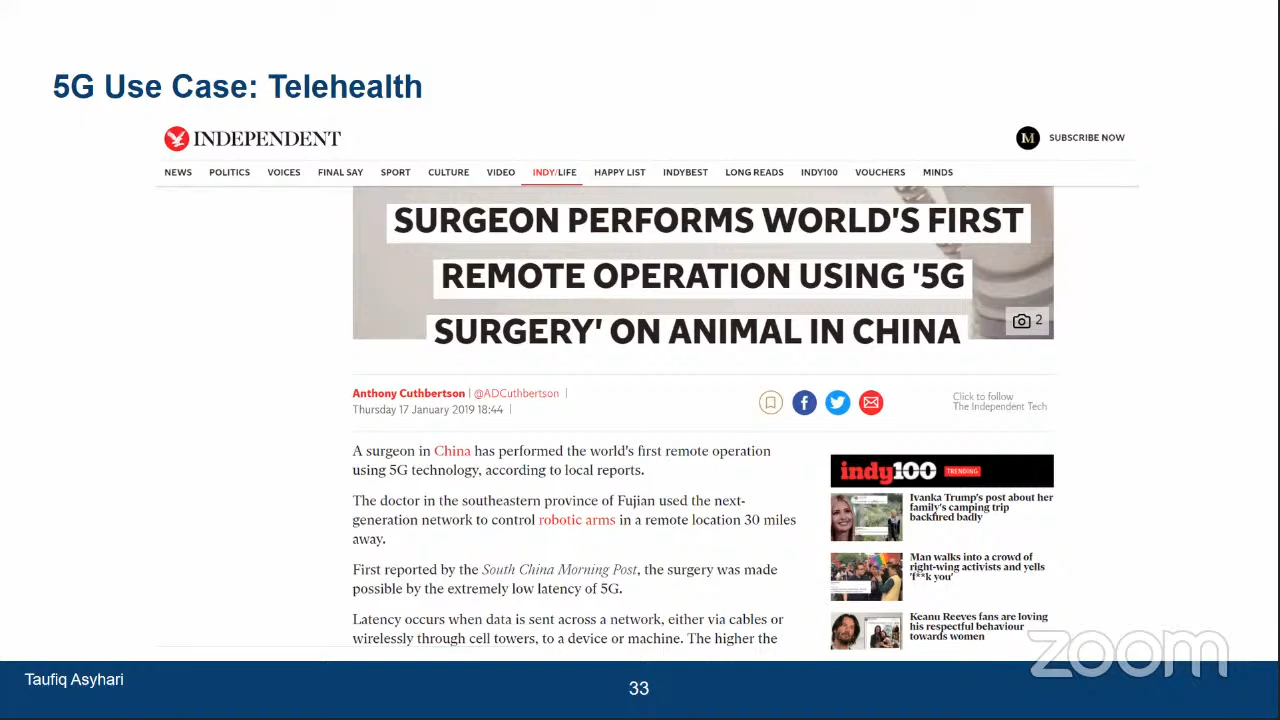 5G Use Case: Telehealth
INDEPENDENT
M SUBSCRIBE NOW
NEWS POLITICS VOICES FINAL SAY SPORT CULTURE VIDEO INDY/LIFE HAPPY LIST INDYBEST LONG READS INDY100 VOUCHERS MINDS
SURGEON PERFORMS WORLD'S FIRST
REMOTE OPERATION USING '5G
SURGERY' ON ANIMAL IN CHINA
2
Anthony Cuthbertson | @ADCuthbertson |
Thursday 17 January 2019 18:44 |
Click to follow
The Independent Tech
A surgeon in China has performed the world's first remote operation
using 5G technology, according to local reports.
The doctor in the southeastern province of Fujian used the next-
generation network to control robotic arms in a remote location 30 miles
away.
First reported by the South China Morning Post, the surgery was made
possible by the extremely low latency of 5G.
Latency occurs when data is sent across a network, either via cables or
wirelessly through cell towers, to a device or machine. The higher the
indy100 TRENDING
Ivanka Trump's post about her
family's camping trip
backfired badly
Man walks into a crowd of
right-wing activists and yells
'f**k you'
Keanu Reeves fans are loving
his respectful behaviour
towards women
zoom
Taufiq Asyhari
33